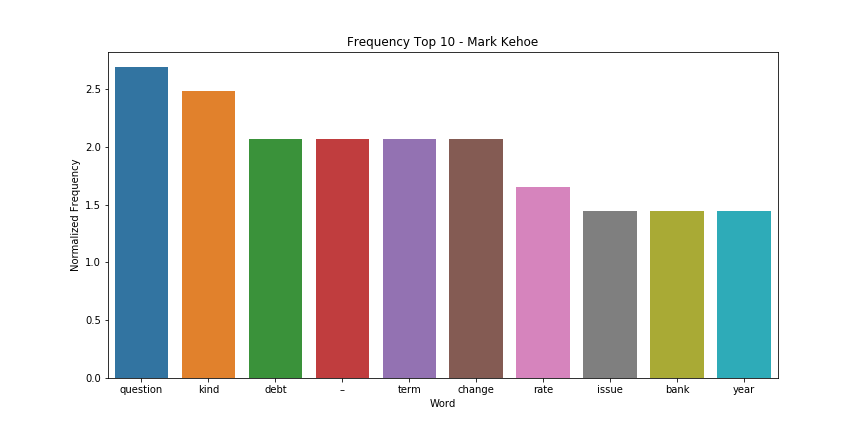 Frequency Top 10 - Mark Kehoe
Normalized Frequency
2.5
2.0
1.5
1.0
0.5
0.0
question kind debt – term change rate issue bank year
Word